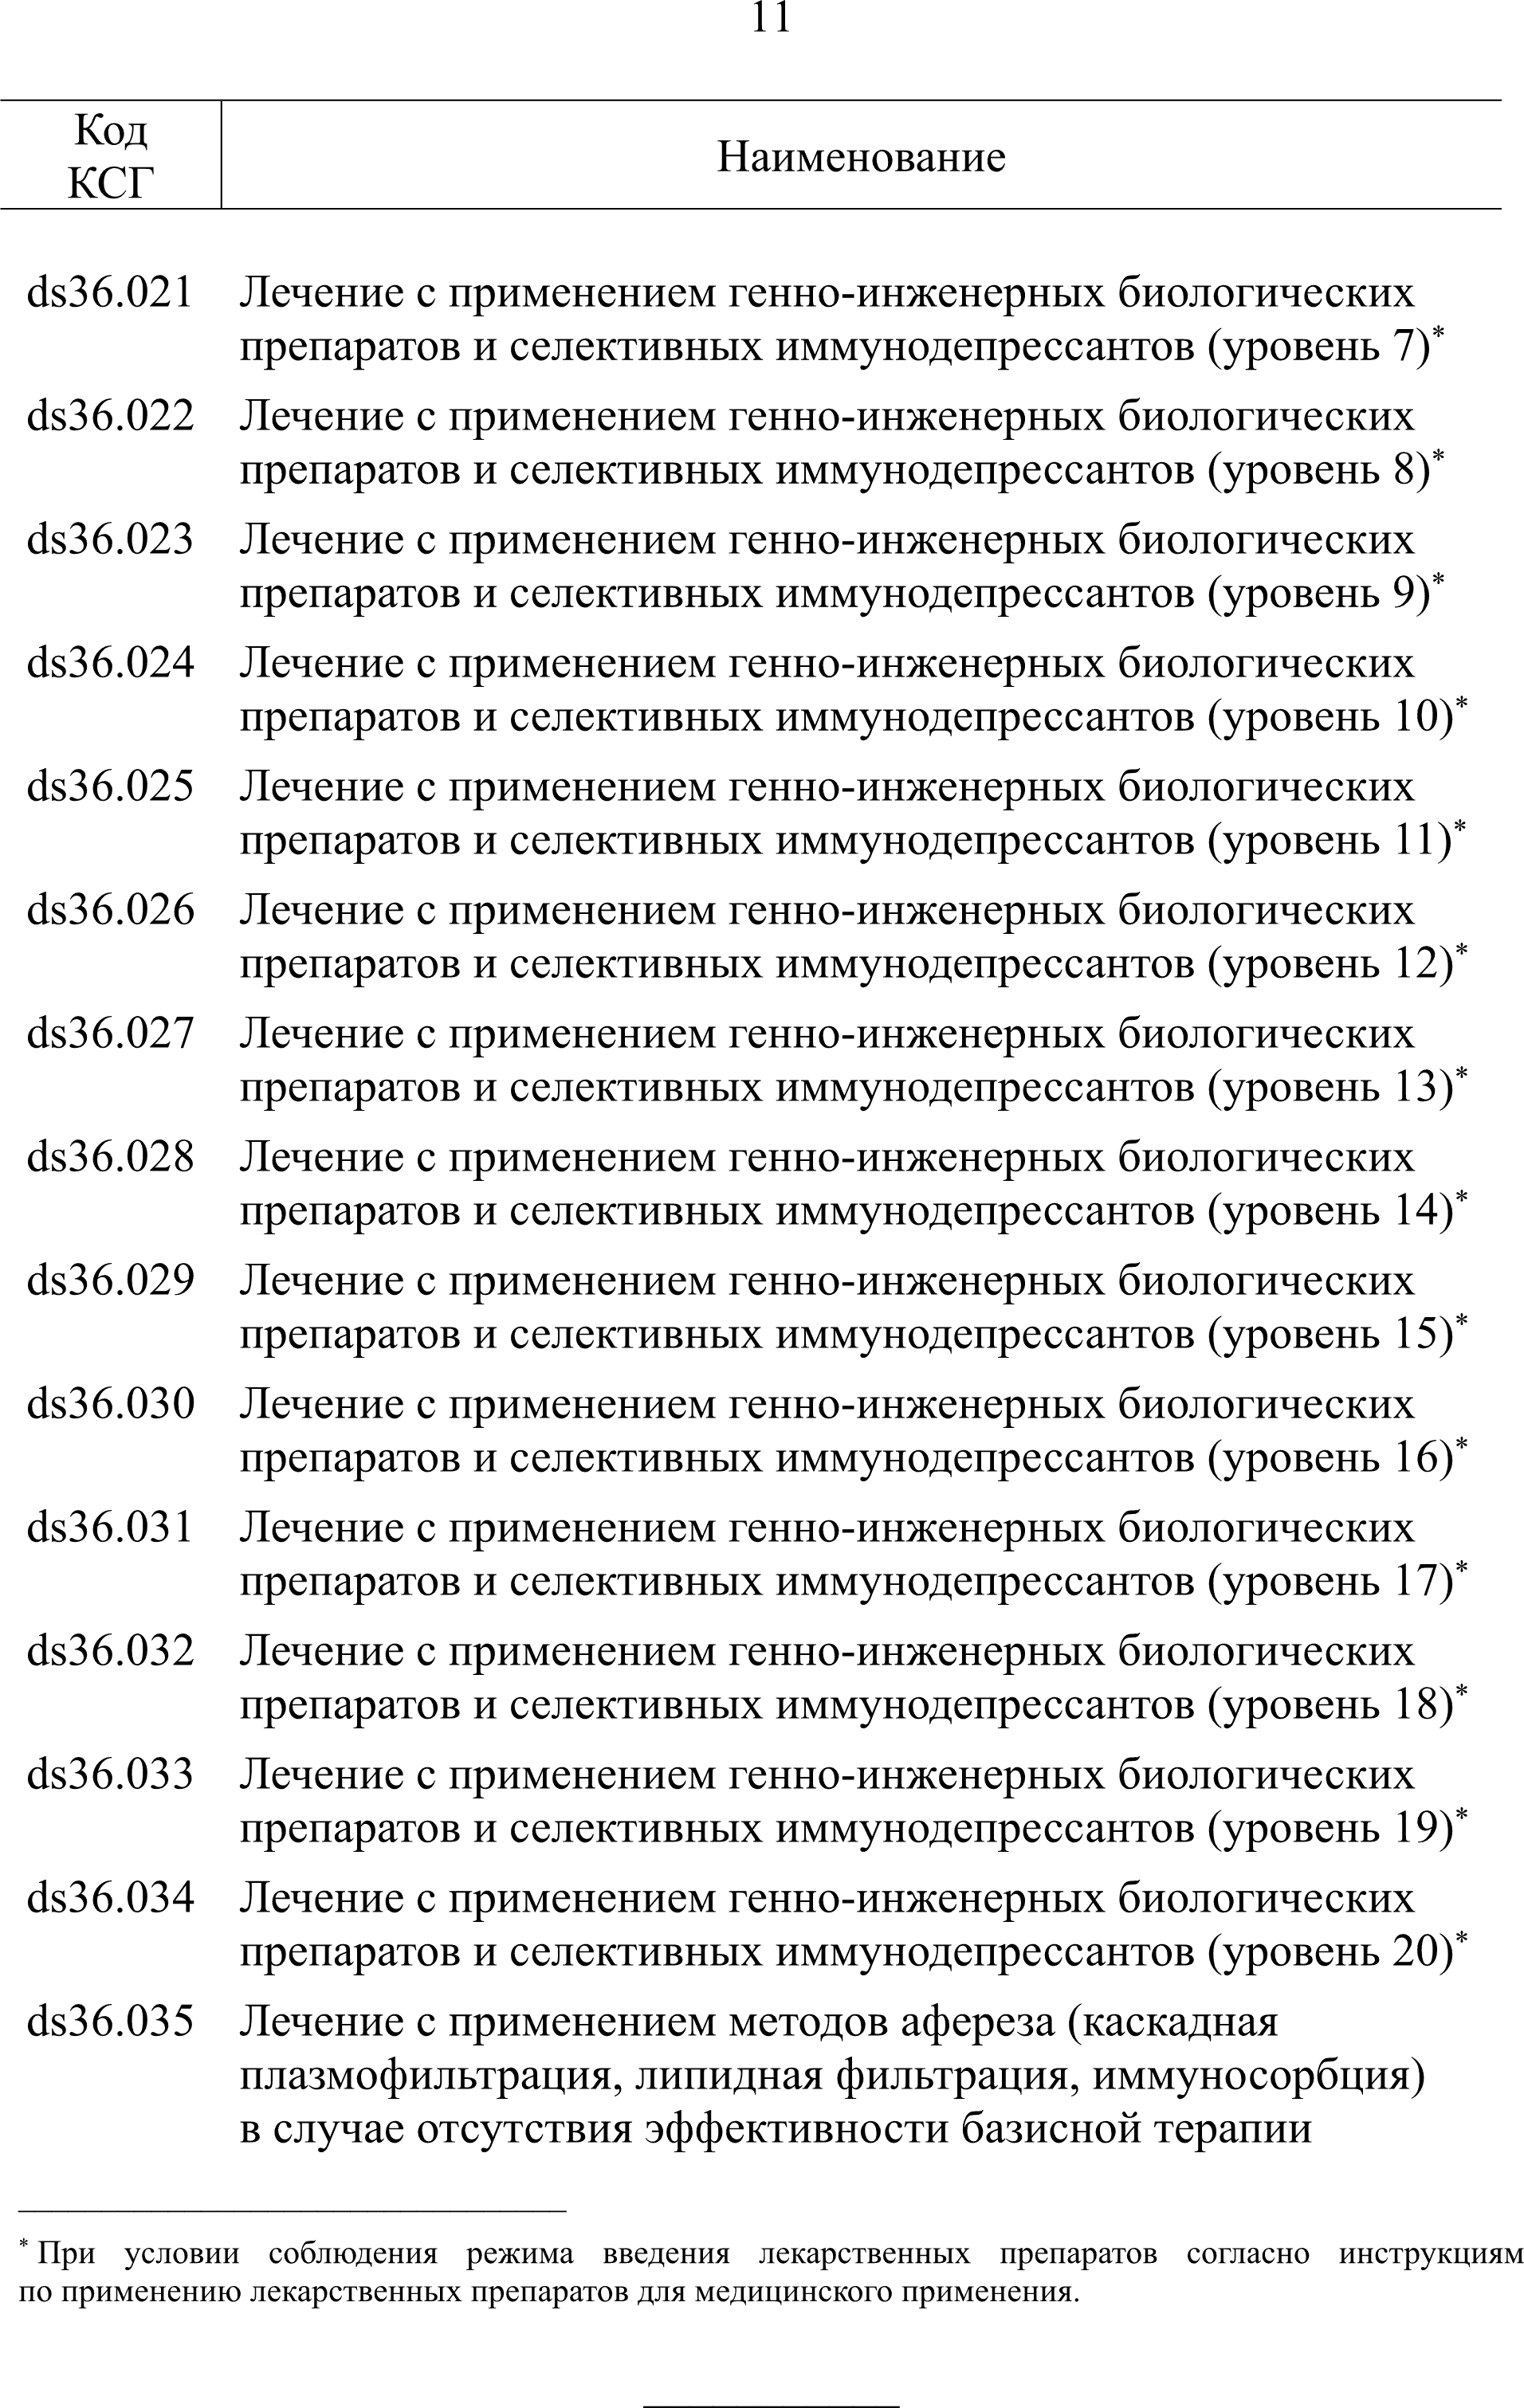 11
Код
КСГ
Наименование
ds36.021 Лечение с применением генно-инженерных биологических
препаратов и селективных иммунодепрессантов (уровень 7)*
ds36.022 Лечение с применением генно-инженерных биологических
препаратов и селективных иммунодепрессантов (уровень 8)*
ds36.023 Лечение с применением генно-инженерных биологических
препаратов и селективных иммунодепрессантов (уровень 9)*
ds36.024 Лечение с применением генно-инженерных биологических
препаратов и селективных иммунодепрессантов (уровень 10)*
ds36.025 Лечение с применением генно-инженерных биологических
препаратов и селективных иммунодепрессантов (уровень 11)*
ds36.026 Лечение с применением генно-инженерных биологических
препаратов и селективных иммунодепрессантов (уровень 12)*
ds36.027 Лечение с применением генно-инженерных биологических
препаратов и селективных иммунодепрессантов (уровень 13)*
ds36.028 Лечение с применением генно-инженерных биологических
препаратов и селективных иммунодепрессантов (уровень 14)*
ds36.029 Лечение с применением генно-инженерных биологических
препаратов и селективных иммунодепрессантов (уровень 15)*
ds36.030 Лечение с применением генно-инженерных биологических
препаратов и селективных иммунодепрессантов (уровень 16)*
ds36.031 Лечение с применением генно-инженерных биологических
препаратов и селективных иммунодепрессантов (уровень 17)*
ds36.032 Лечение с применением генно-инженерных биологических
препаратов и селективных иммунодепрессантов (уровень 18)*
ds36.033 Лечение с применением генно-инженерных биологических
препаратов и селективных иммунодепрессантов (уровень 19)*
ds36.034 Лечение с применением генно-инженерных биологических
препаратов и селективных иммунодепрессантов (уровень 20)*
ds36.035 Лечение с применением методов афереза (каскадная
плазмофильтрация, липидная фильтрация, иммуносорбция)
в случае отсутствия эффективности базисной терапии
* При условии соблюдения режима введения лекарственных препаратов согласно инструкциям
по применению лекарственных препаратов для медицинского применения.